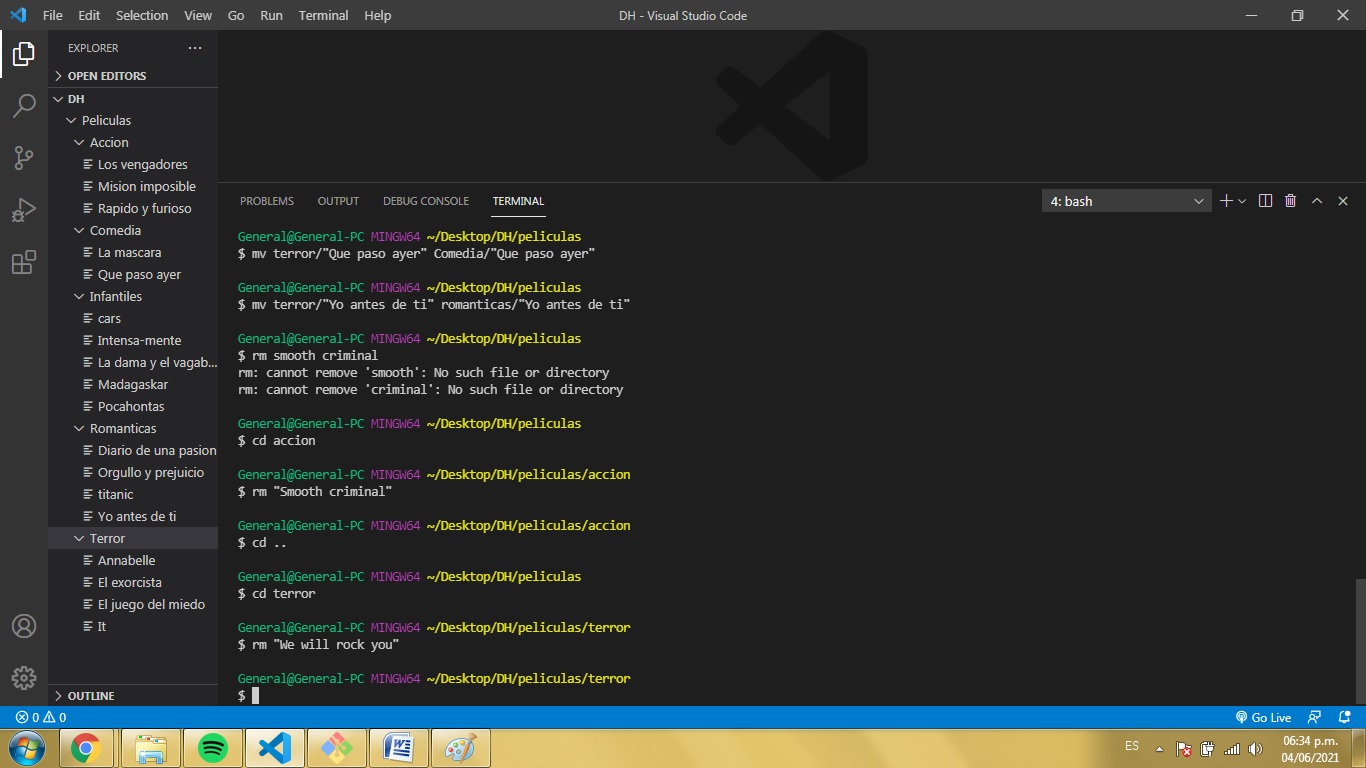 File Edit Selection View Go Run Terminal Help DH - Visual Studio Code
EXPLORER ...
OPEN EDITORS
DH
Peliculas
Accion
Los vengadores
Mision imposible
Rapido y furioso
Comedia
La mascara
Que paso ayer
Infantiles
cars
Intensa-mente
La dama y el vagab...
Madagaskar
Pocahontas
Romanticas
Diario de una pasion
Orgullo y prejuicio
titanic
Yo antes de ti
Terror
Annabelle
El exorcista
El juego del miedo
It
OUTLINE
PROBLEMS OUTPUT DEBUG CONSOLE TERMINAL 4: bash
General@General-PC MINGW64 ~/Desktop/DH/peliculas
$ mv terror/"Que paso ayer" Comedia/"Que paso ayer"
General@General-PC MINGW64 ~/Desktop/DH/peliculas
$ mv terror/"Yo antes de ti" romanticas/"Yo antes de ti"
General@General-PC MINGW64 ~/Desktop/DH/peliculas
$ rm smooth criminal
rm: cannot remove 'smooth': No such file or directory
rm: cannot remove 'criminal': No such file or directory
General@General-PC MINGW64 ~/Desktop/DH/peliculas
$ cd accion
General@General-PC MINGW64 ~/Desktop/DH/peliculas/accion
$ rm "Smooth criminal"
General@General-PC MINGW64 ~/Desktop/DH/peliculas/accion
$ cd ..
General@General-PC MINGW64 ~/Desktop/DH/peliculas
$ cd terror
General@General-PC MINGW64 ~/Desktop/DH/peliculas/terror
$ rm "We will rock you"
General@General-PC MINGW64 ~/Desktop/DH/peliculas/terror
$
0 0 Go Live
ES 06:34 p.m.
04/06/2021